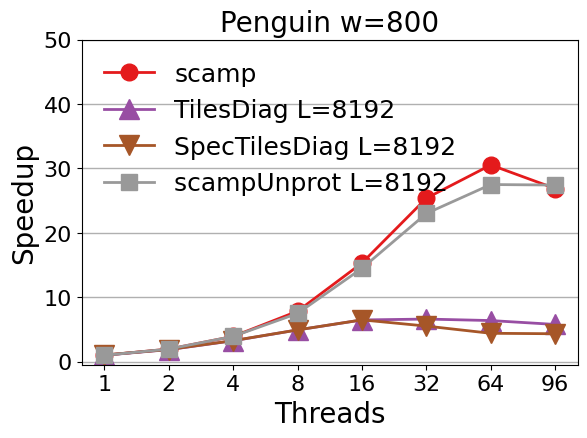 Penguin w=800
50
40
30
20
10
0
Speedup
scamp
TilesDiag L=8192
SpecTilesDiag L=8192
scampUnprot L=8192
1 2 4 8 16 32 64 96
Threads